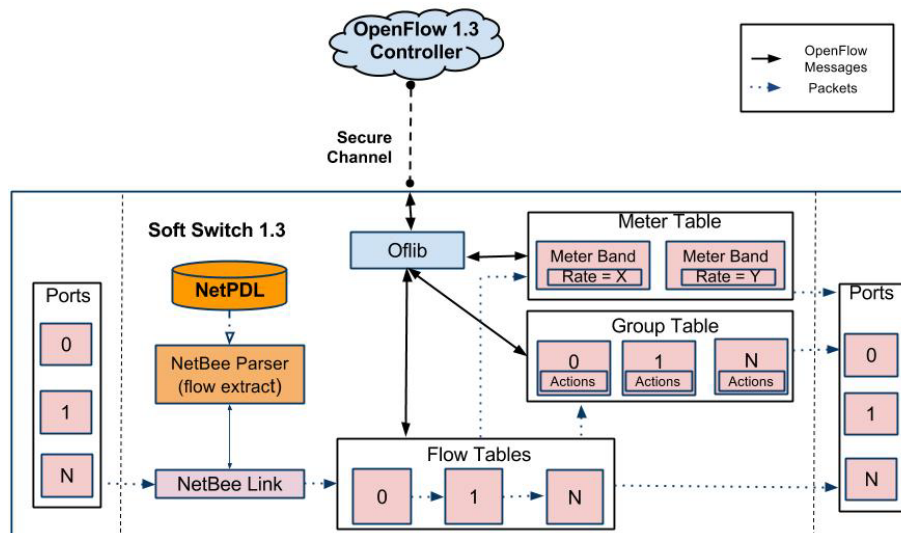 OpenFlow 1.3
Controller
OpenFlow
Messages
Packets
Secure
Channel
Soft Switch 1.3
Oflib
Meter Table
Meter Band
Rate = X
Meter Band
Rate = Y
NetPDL
Ports
0
1
N
NetBee Parser
(flow extract)
NetBee Link
Group Table
0
Actions
1
Actions
N
Actions
Flow Tables
0
1
N
Ports
0
1
N